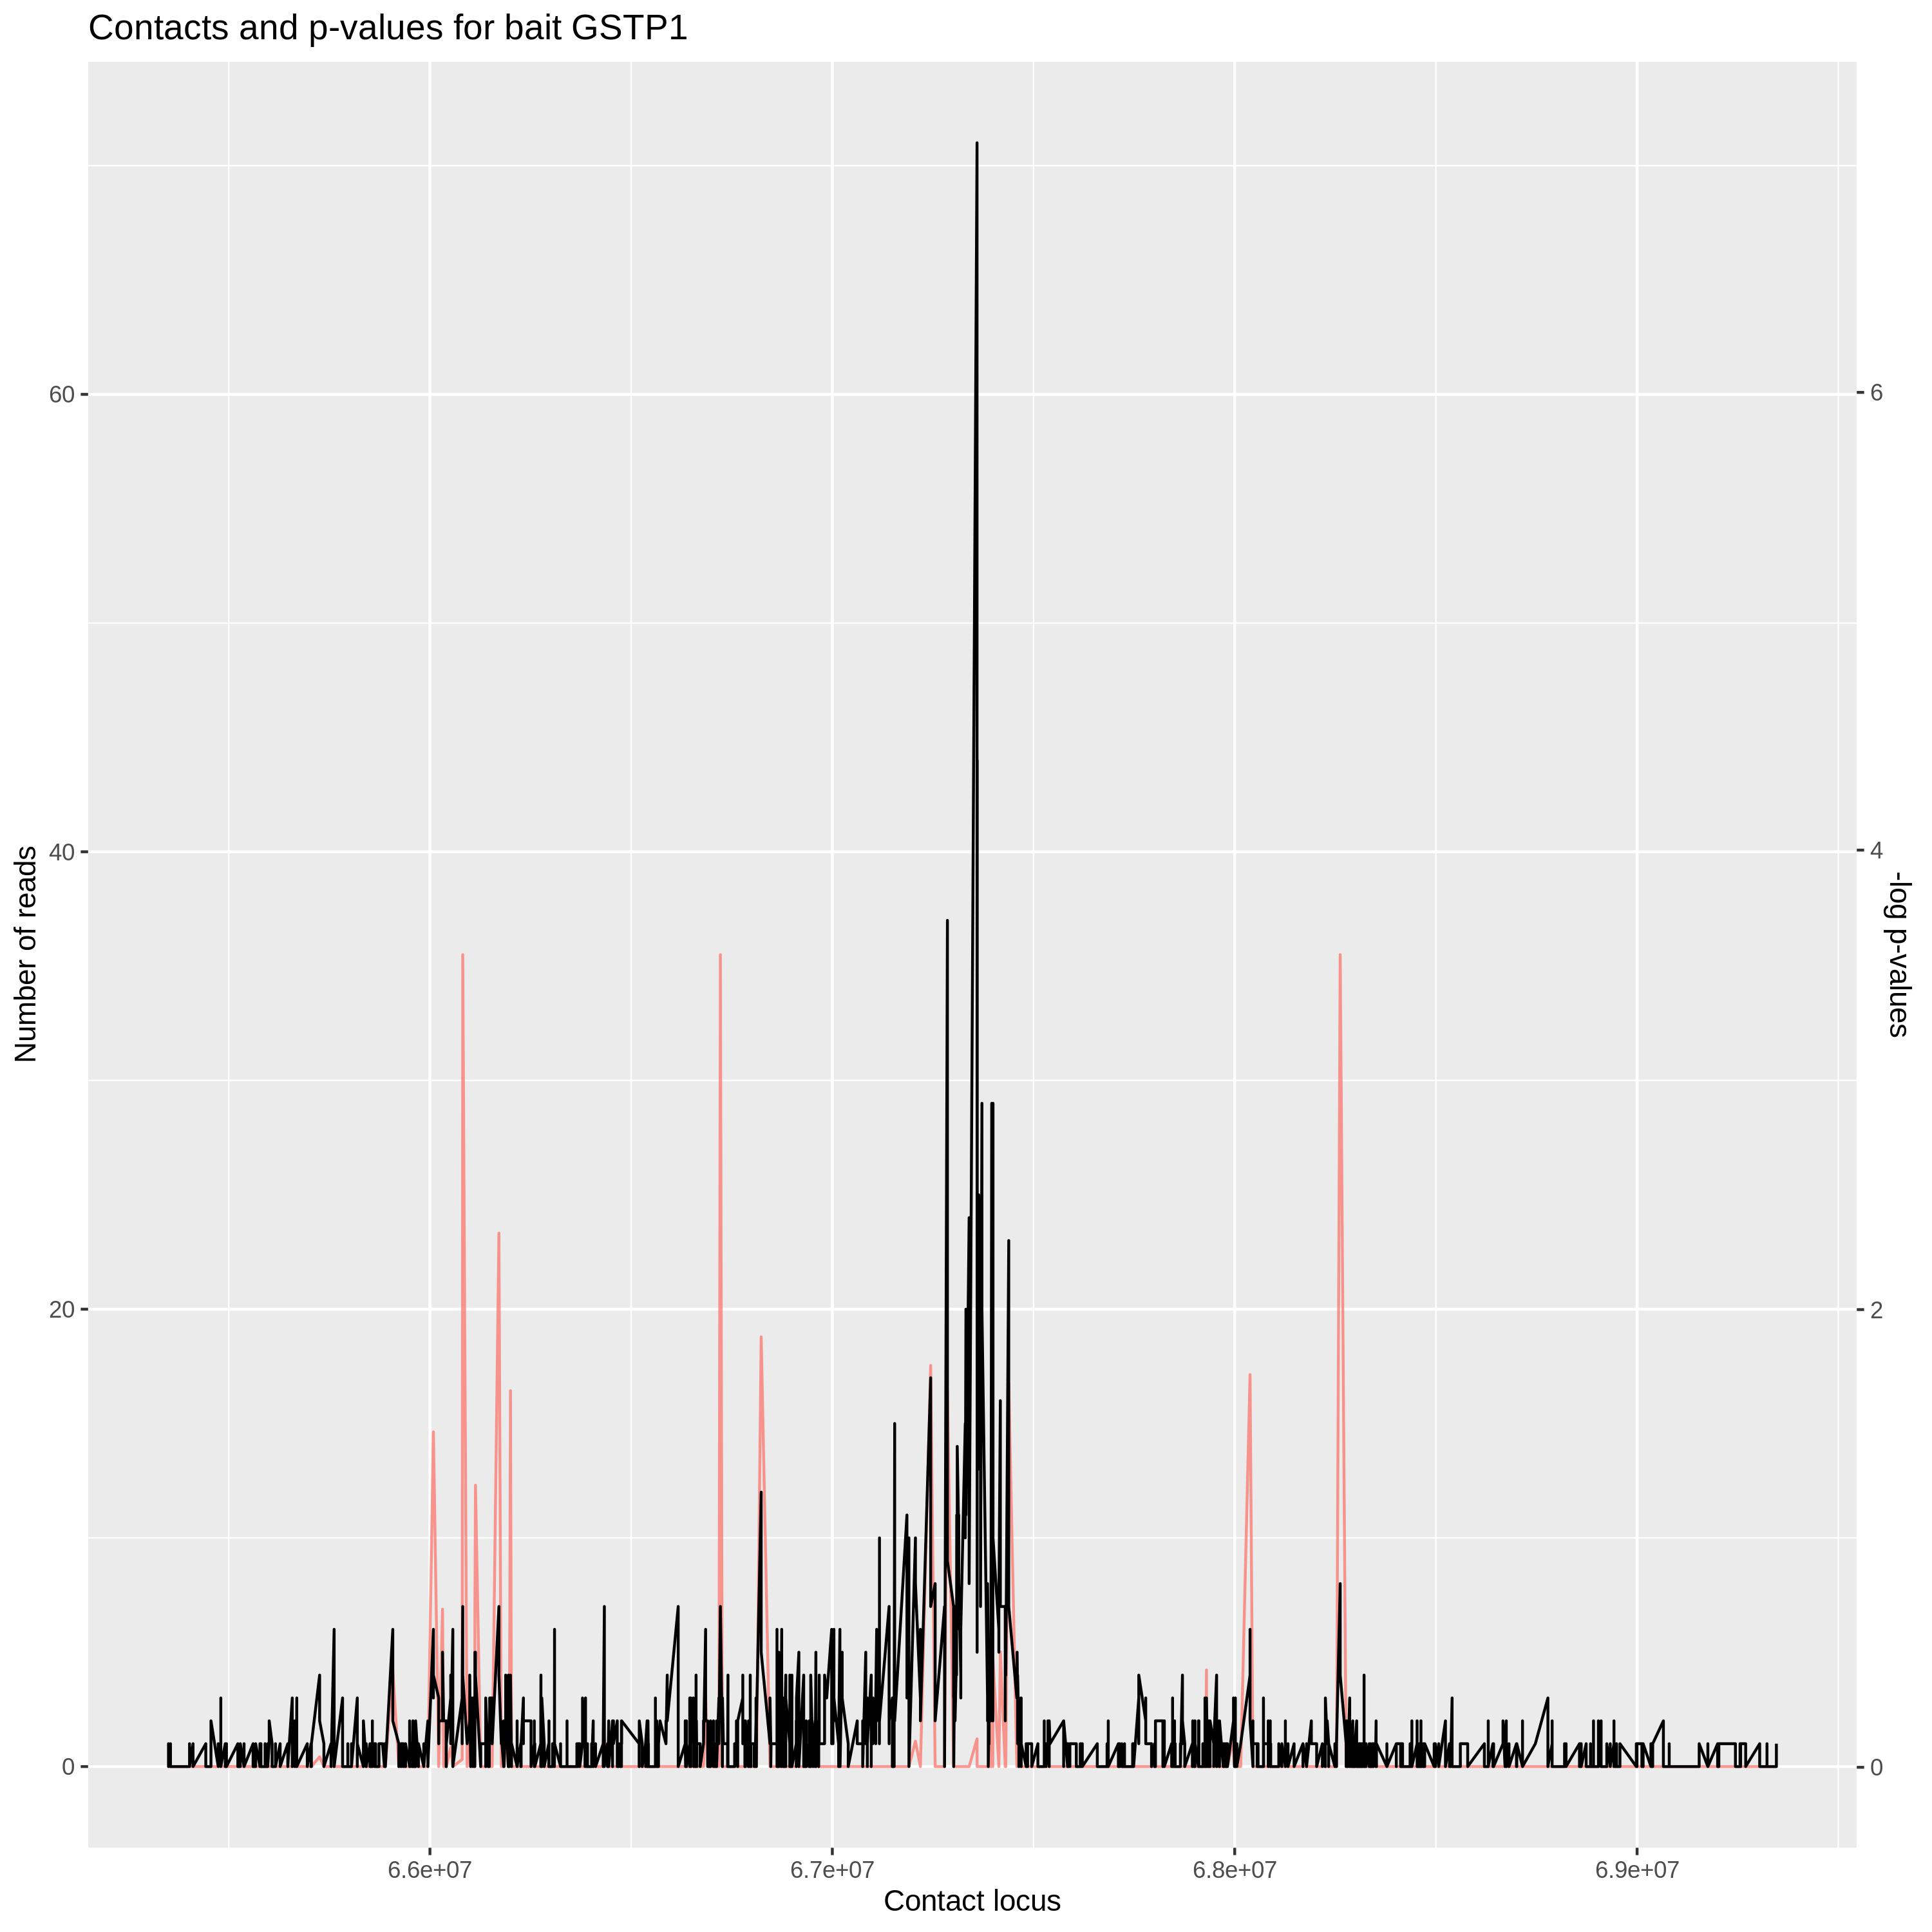 Contacts and p-values for bait GSTP1
60
40
20
0
Number of reads
6
4
2
0
-log p-values
6.6e+07 6.7e+07 6.8e+07 6.9e+07
Contact locus